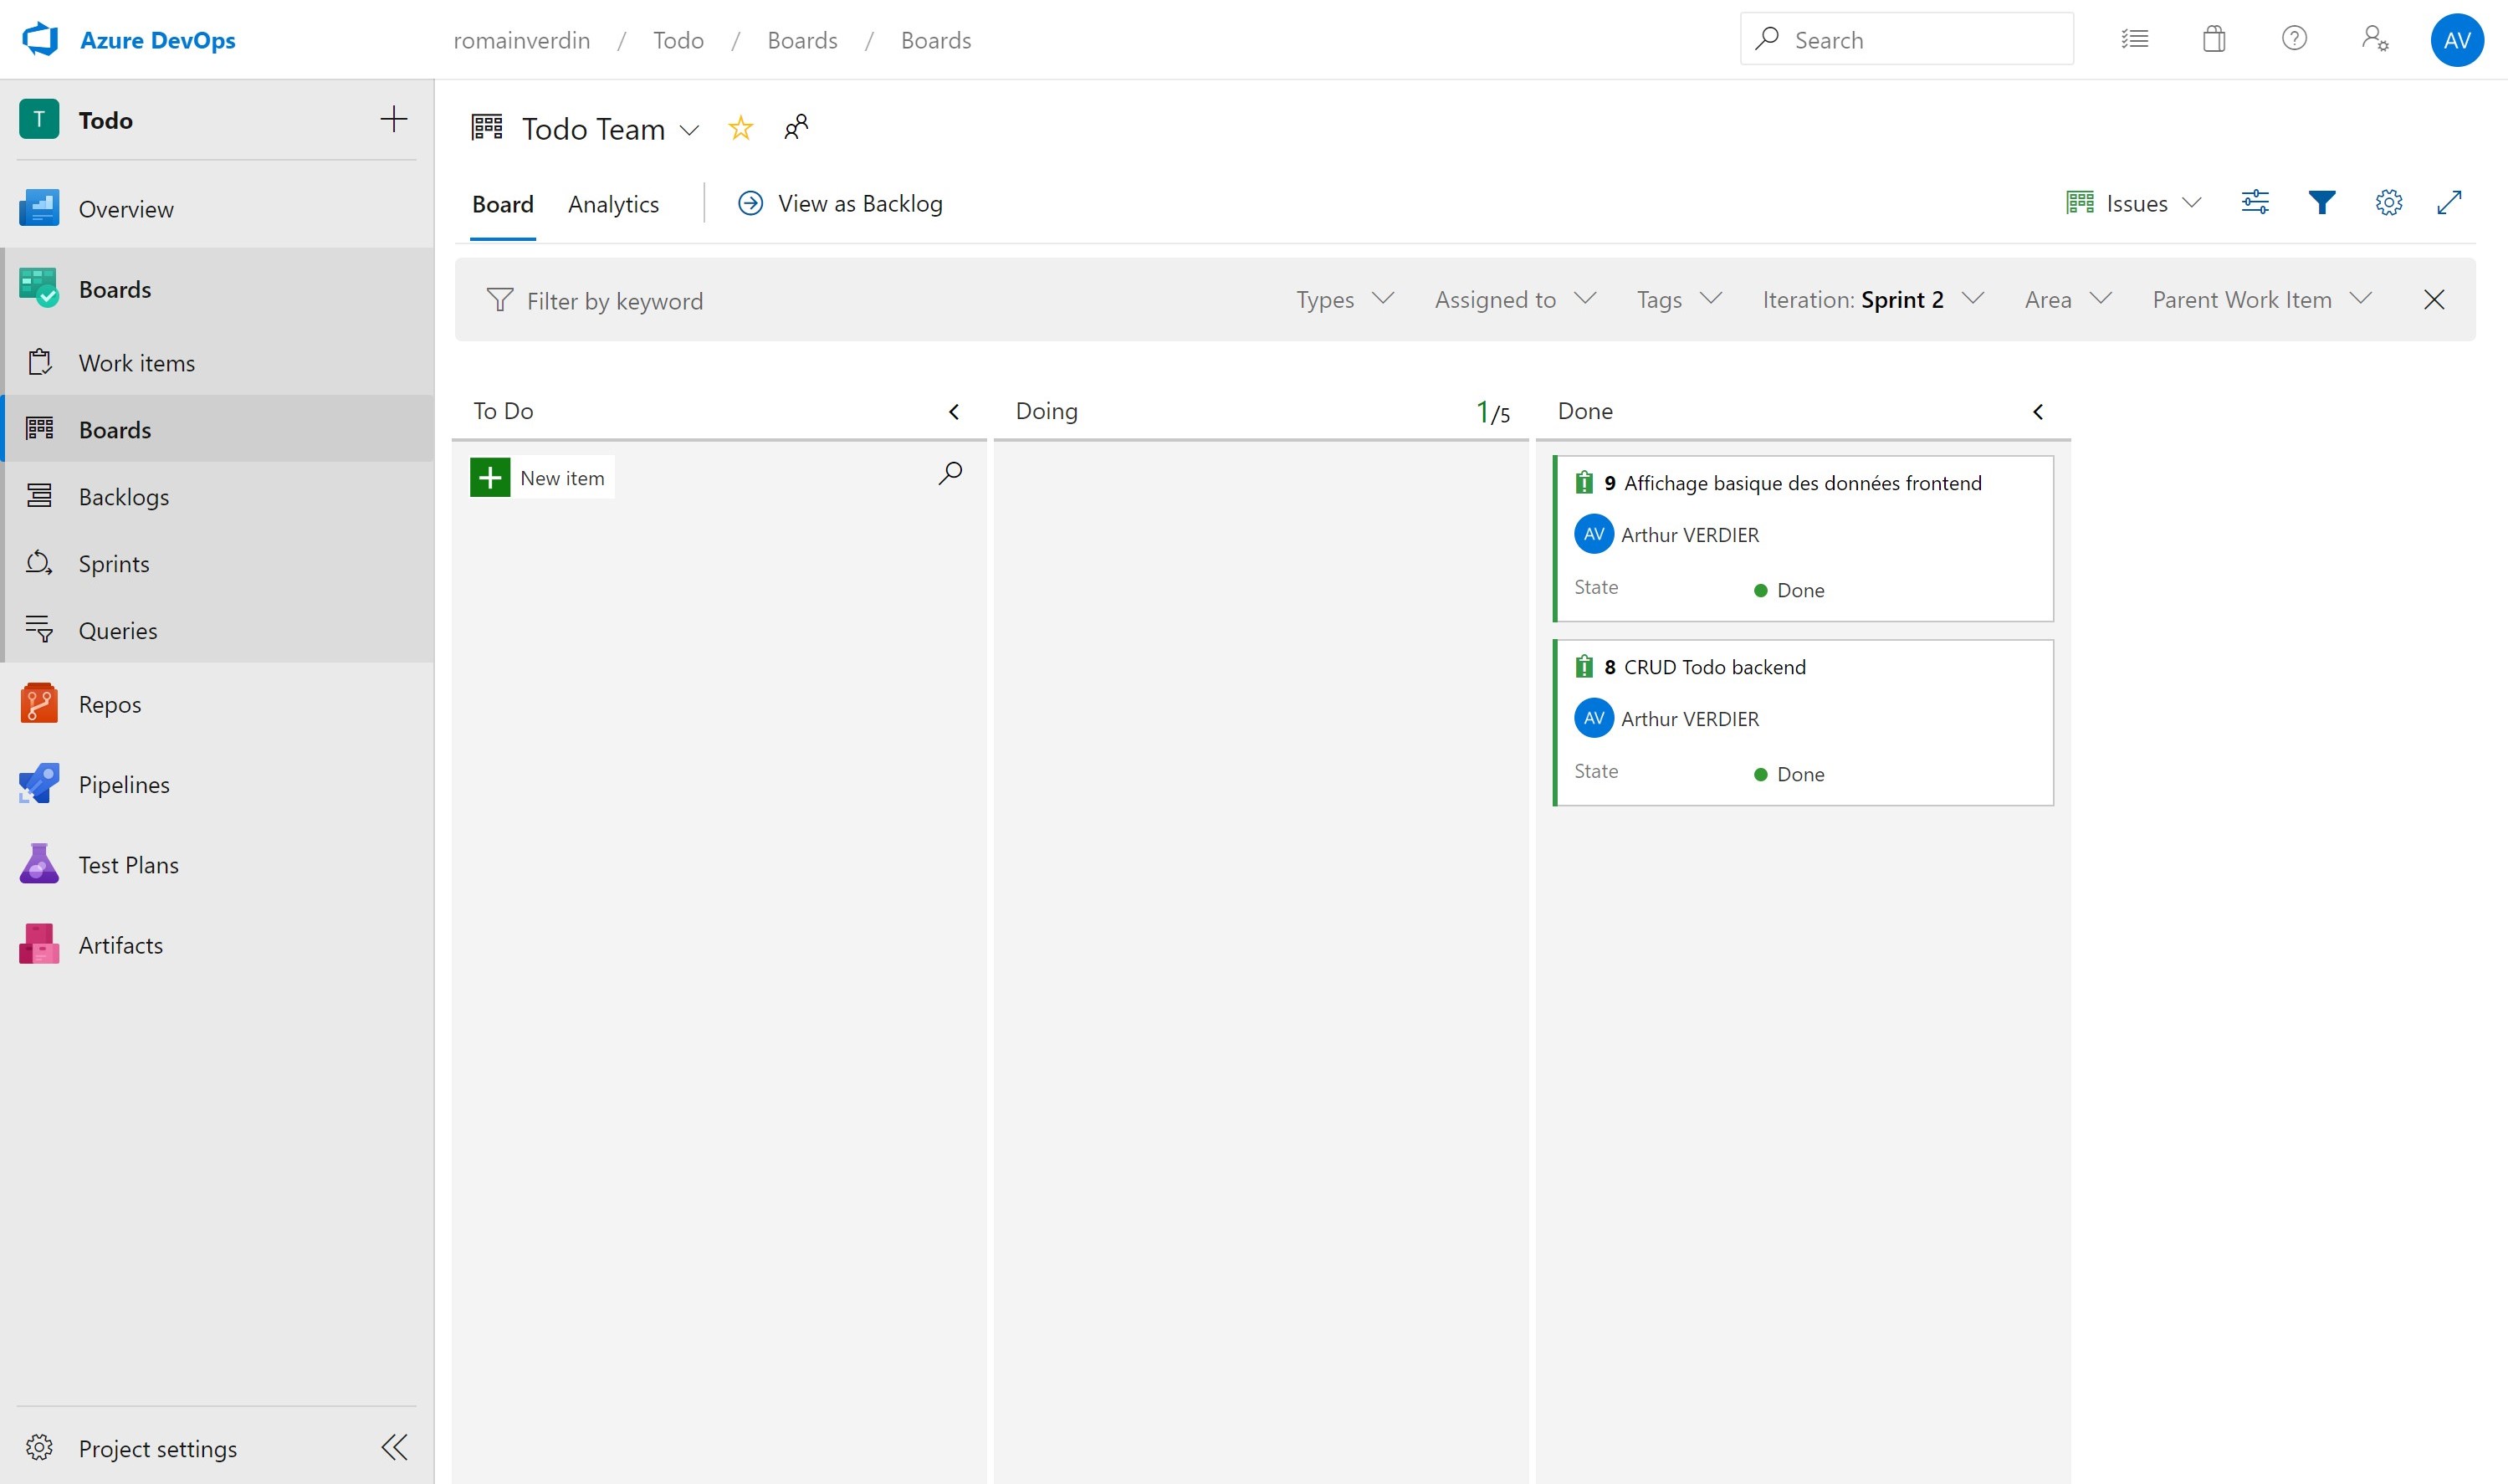 Azure DevOps
romainverdin / Todo / Boards / Boards
Search
AV
T Todo
Overview
Boards
Work items
Boards
Backlogs
Sprints
Queries
Repos
Pipelines
Test Plans
Artifacts
Project settings
Todo Team
Board Analytics View as Backlog
Issues
Filter by keyword
Types Assigned to Tags Iteration: Sprint 2 Area Parent Work Item
To Do
New item
Doing 1/5
Done
9 Affichage basique des données frontend
AV Arthur VERDIER
State Done
8 CRUD Todo backend
AV Arthur VERDIER
State Done